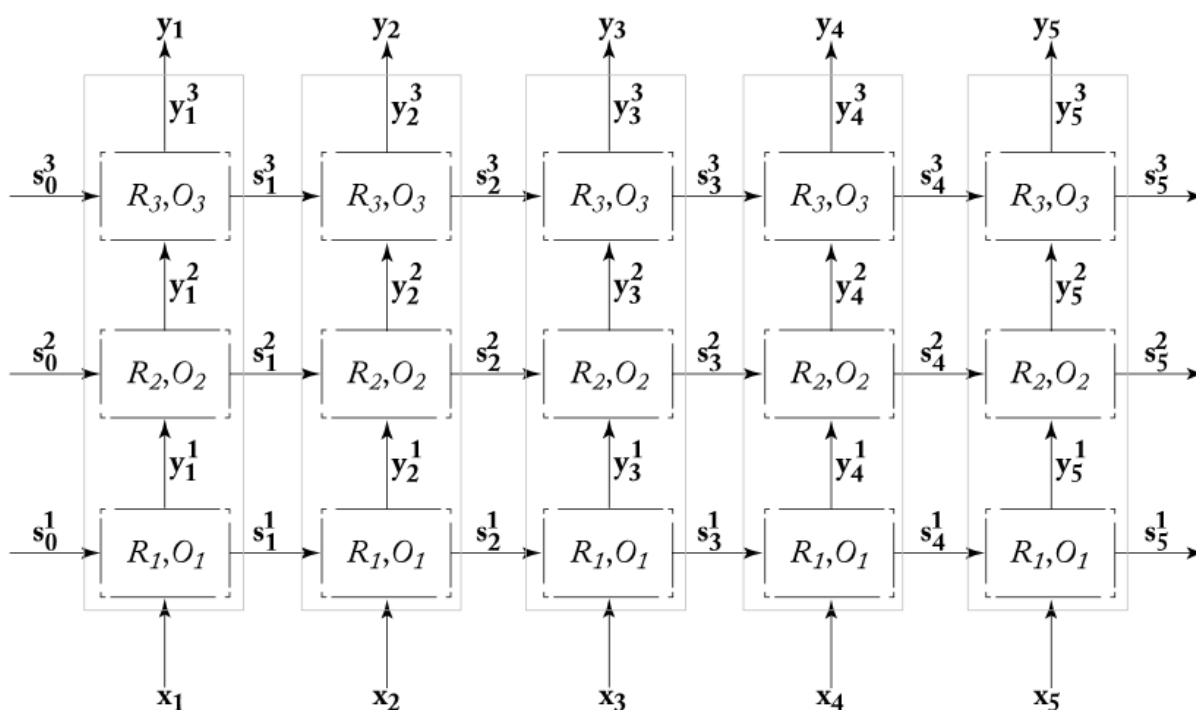 y₁ y₂ y₃ y₄ y₅
y₁³ y₂³ y₃³ y₄³ y₅³
s₀³ s₁³ s₂³ s₃³ s₄³ s₅³
R₃,O₃ R₃,O₃ R₃,O₃ R₃,O₃ R₃,O₃
y₁² y₂² y₃² y₄² y₅²
s₀² s₁² s₂² s₃² s₄² s₅²
R₂,O₂ R₂,O₂ R₂,O₂ R₂,O₂ R₂,O₂
y₁¹ y₂¹ y₃¹ y₄¹ y₅¹
s₀¹ s₁¹ s₂¹ s₃¹ s₄¹ s₅¹
R₁,O₁ R₁,O₁ R₁,O₁ R₁,O₁ R₁,O₁
x₁ x₂ x₃ x₄ x₅